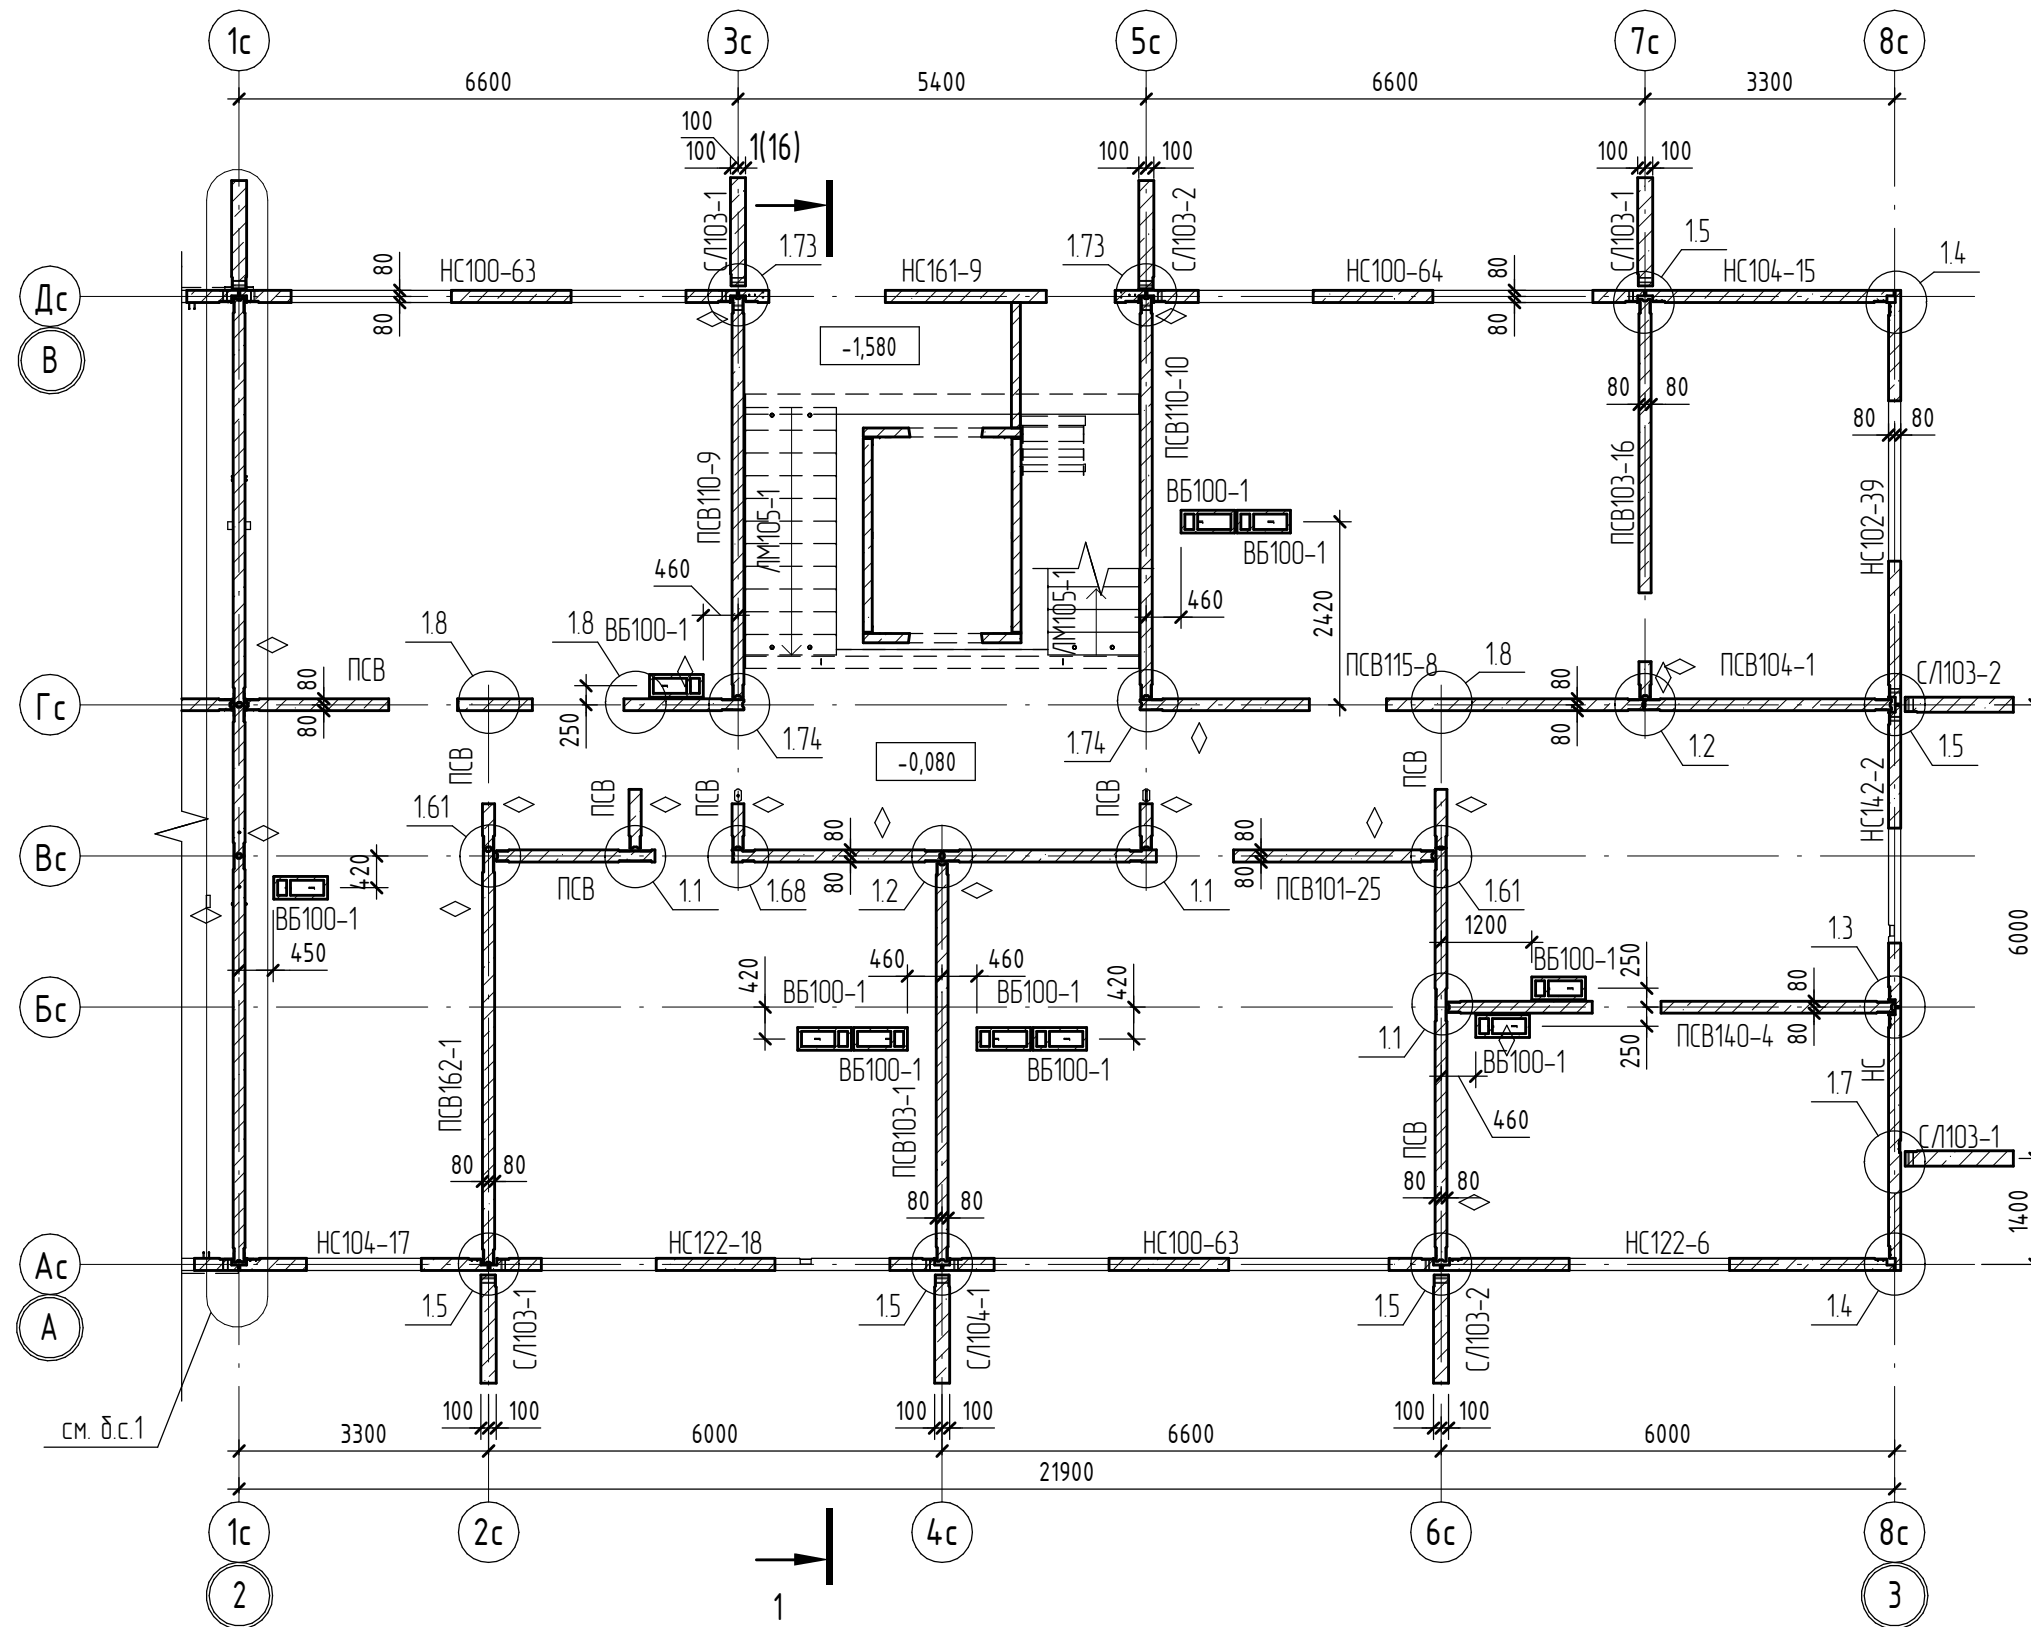 1с 3с 5с 7с 8с
6600 5400 6600 3300
100
100 1(16) 100 100 100 100
СЛ103-1 СЛ103-2 СЛ103-1
1.73 1.73 1.5 1.4
Дс 80 НС100-63 НС161-9 НС100-64 80 НС104-15
80 80
В
-1,580
80 80
80 80
ПСВ110-9 ЛМ105-1 ПСВ110-10 ПСВ103-16 НС102-39
ВБ100-1
ВБ100-1
460 ЛМ105-1 460 2420
1.8 1.8 ВБ100-1
ПСВ ПСВ115-8 1.8 ПСВ104-1 СЛ103-2
Гс 80 80
80 250 80
1.74 1.74 1.2 1.5
-0,080
ПСВ ПСВ ПСВ ПСВ ПСВ НС142-2
1.61
Вс 80 80
420 80 80
ПСВ 1.1 1.68 1.2 1.1 ПСВ101-25 1.61
ВБ100-1
450
1200 1.3 6000
460 460
420 ВБ100-1 ВБ100-1 420 ВБ100-1 250 80
Бс
ВБ100-1 ВБ100-1 1.1 ВБ100-1 250 ПСВ140-4 80
ПСВ162-1 ПСВ103-1 ПСВ НС
1.7
460
СЛ103-1
80 80 80 80 80 80
1400
НС104-17 НС122-18 НС100-63 НС122-6
Ас
А
1.5 СЛ103-1 1.5 СЛ104-1 1.5 СЛ103-2 1.4
см. б.с.1
100 100 100 100 100 100
3300 6000 6600 6000
21900
1с 2с 4с 6с 8с
2 1 3